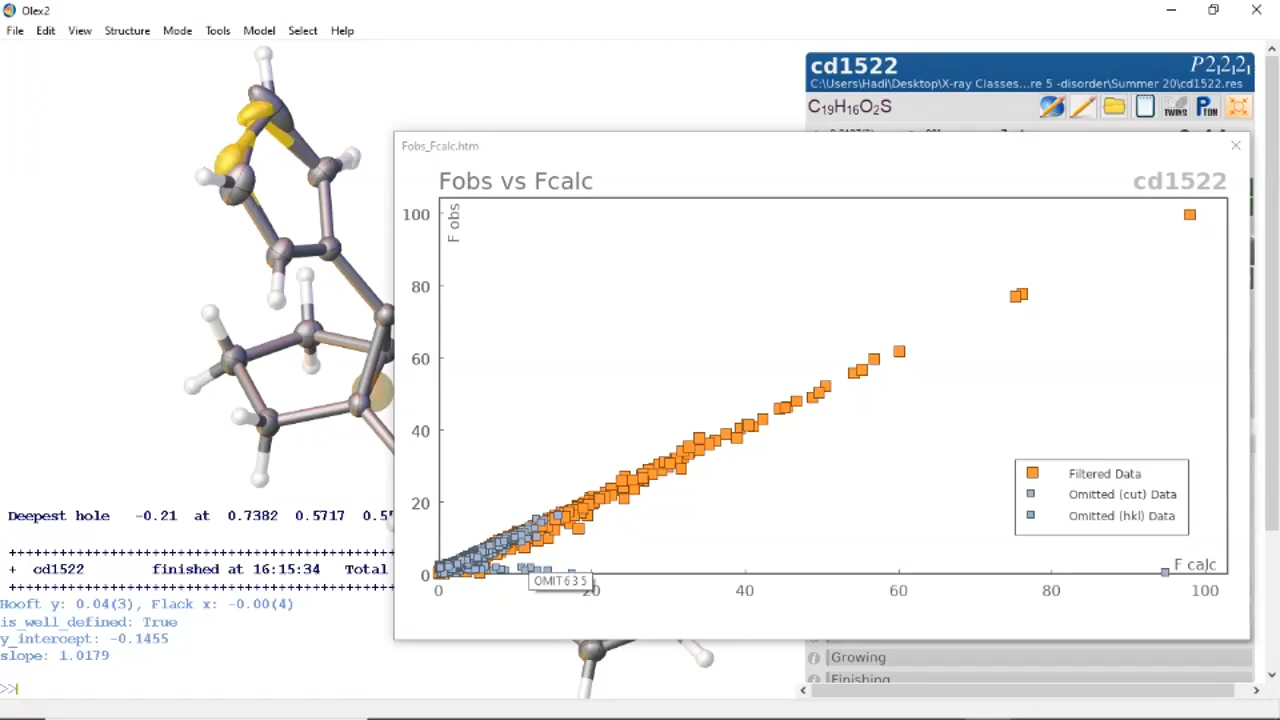 Olex2
File Edit View Structure Mode Tools Model Select Help
cd1522 P2₁2₁2₁
C:\Users\Hadi\Desktop\X-ray Classes...re 5 -disorder\Summer 20\cd1522.res
C₁₉H₁₆O₂S
TWINS
Fobs_Fcalc.htm
Fobs vs Fcalc cd1522
F obs
100
80
60
40
20
0
Filtered Data
Omitted (cut) Data
Omitted (hkl) Data
F calc
OMIT 6 3 5
0 20 40 60 80 100
Deepest hole -0.21 at 0.7382 0.5717
+++++++++++++++++++++++++++++++++++++++++++++
+ cd1522 finished at 16:15:34 Total
+++++++++++++++++++++++++++++++++++++++++++++
Hooft y: 0.04(3), Flack x: -0.00(4)
is_well_defined: True
y_intercept: -0.1455
slope: 1.0179
>>
Growing
Finishing